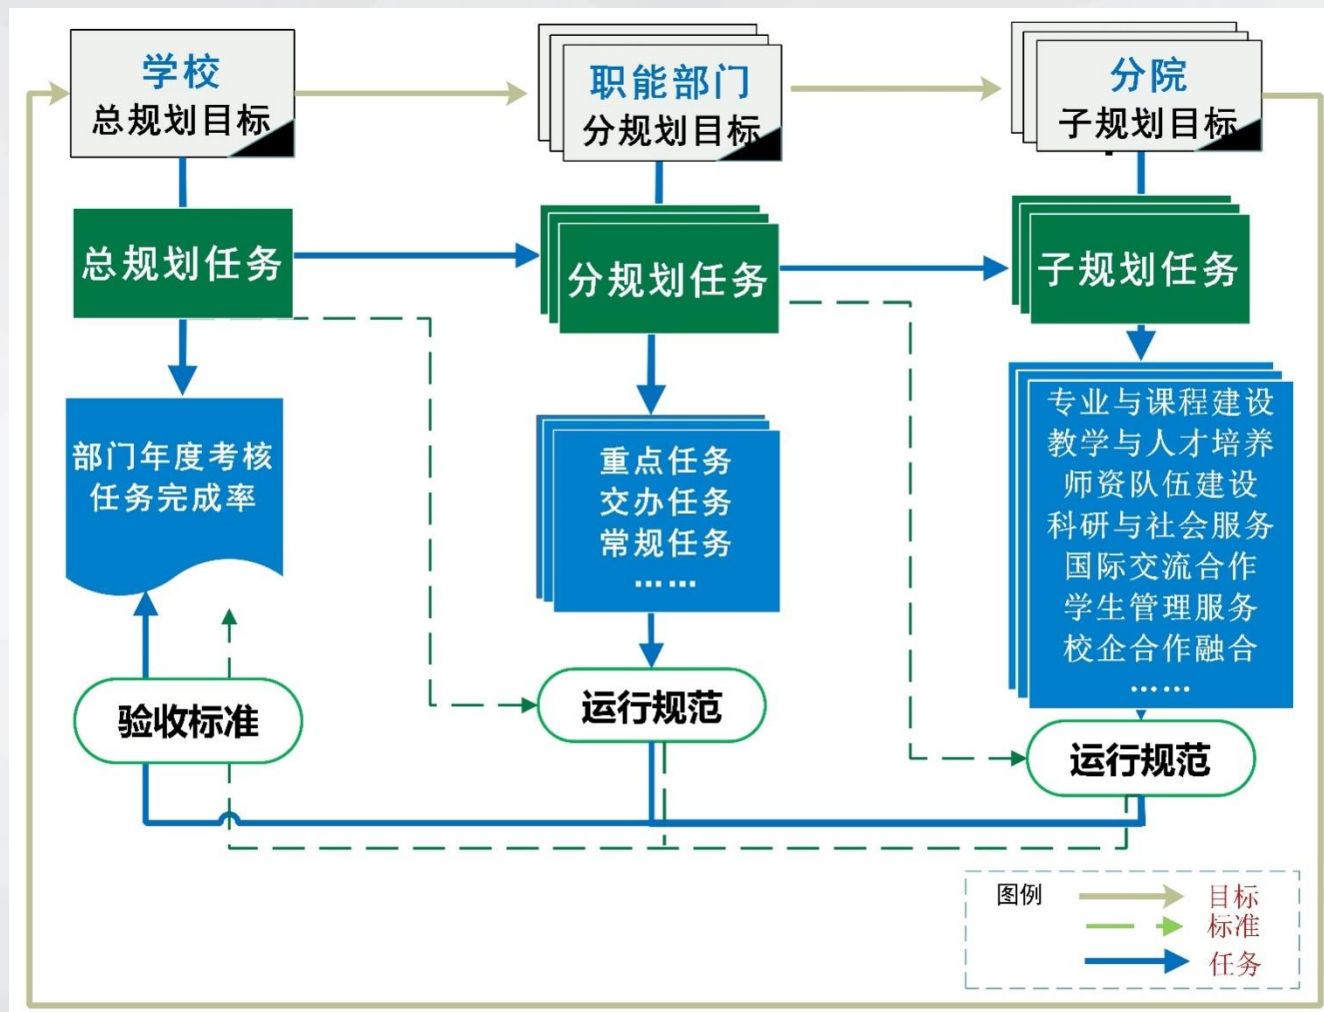 学校
总规划目标
职能部门
分规划目标
分院
子规划目标
总规划任务
分规划任务
子规划任务
部门年度考核
任务完成率
重点任务
交办任务
常规任务
……
专业与课程建设
教学与人才培养
师资队伍建设
科研与社会服务
国际交流合作
学生管理服务
校企合作融合
……
验收标准
运行规范
运行规范
图例
目标
标准
任务